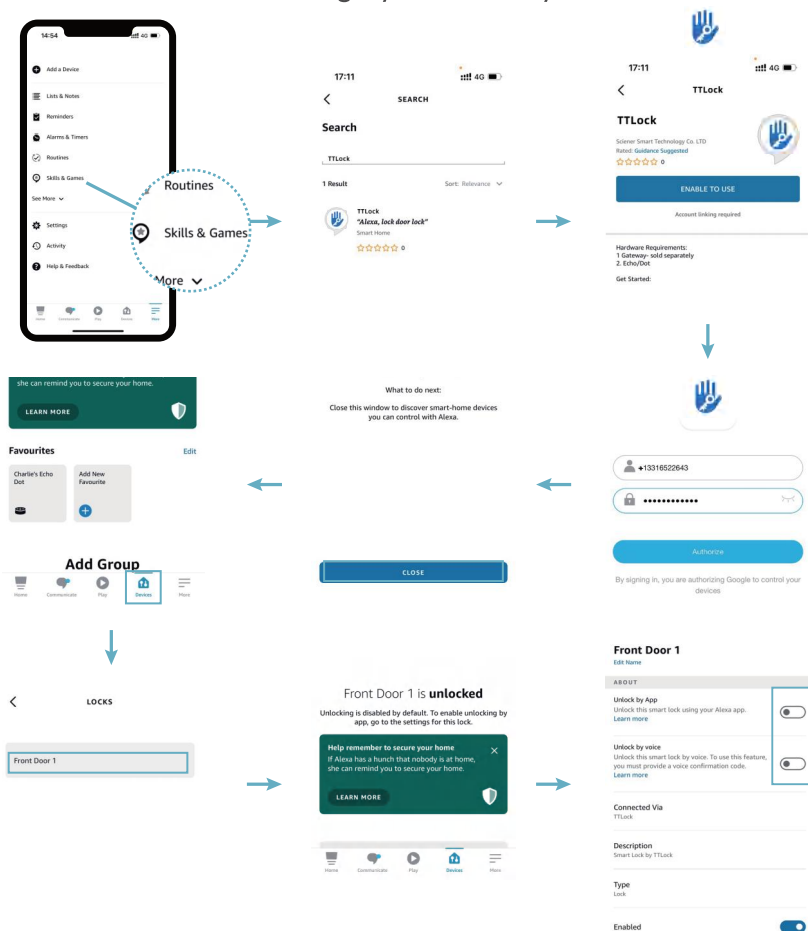 14:54
4G
Add a Device
Lists & Notes
Reminders
Alarms & Timers
Routines
Skills & Games
See More
Settings
Activity
Help & Feedback
Home
Communicate
Play
Devices
More
Routines
Skills & Games
More
17:11
4G
SEARCH
Search
TTLock
1 Result
Sort: Relevance
TTLock
"Alexa, lock door lock"
Smart Home
0
17:11
4G
TTLock
TTLock
Sciener Smart Technology Co. LTD
Rated: Guidance Suggested
0
ENABLE TO USE
Account linking required
Hardware Requirements:
1 Gateway- sold separately
2. Echo/Dot
Get Started:
+13316522643
Authorize
By signing in, you are authorizing Google to control your
devices
What to do next:
Close this window to discover smart-home devices
you can control with Alexa.
CLOSE
she can remind you to secure your home.
LEARN MORE
Favourites
Edit
Charlie's Echo
Dot
Add New
Favourite
Add Group
Home
Communicate
Play
Devices
More
LOCKS
Front Door 1
Front Door 1 is unlocked
Unlocking is disabled by default. To enable unlocking by
app, go to the settings for this lock.
Help remember to secure your home
If Alexa has a hunch that nobody is at home,
she can remind you to secure your home.
LEARN MORE
Home
Communicate
Play
Devices
More
Front Door 1
Edit Name
ABOUT
Unlock by App
Unlock this smart lock using your Alexa app.
Learn more
Unlock by voice
Unlock this smart lock by voice. To use this feature,
you must provide a voice confirmation code.
Learn more
Connected Via
TTLock
Description
Smart Lock by TTLock
Type
Lock
Enabled